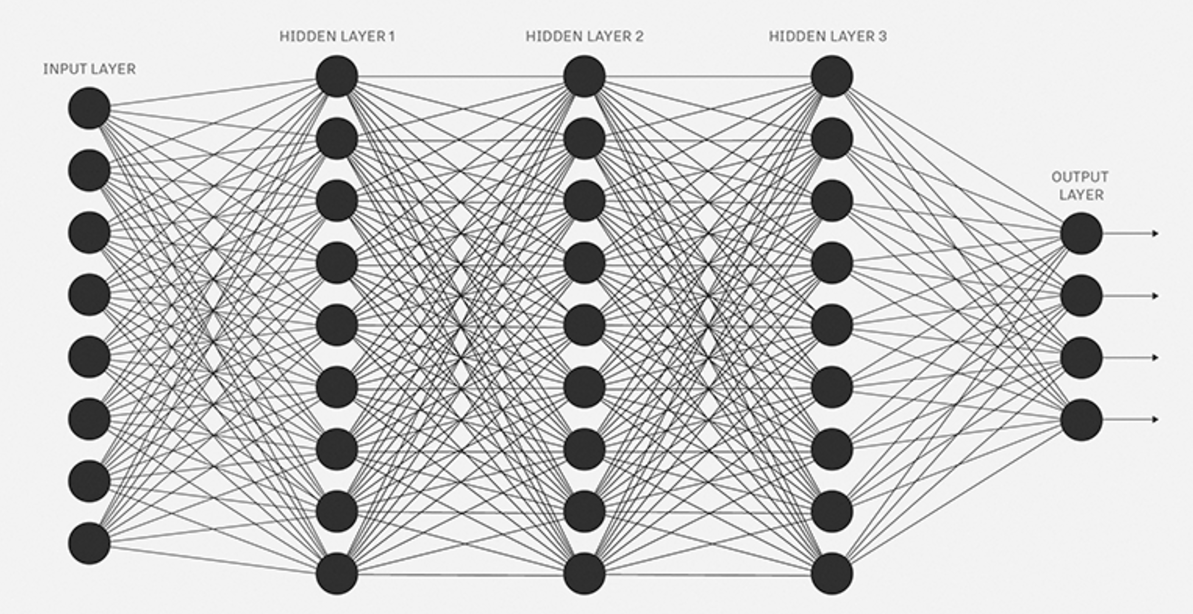 INPUT LAYER
HIDDEN LAYER 1
HIDDEN LAYER 2
HIDDEN LAYER 3
OUTPUT
LAYER